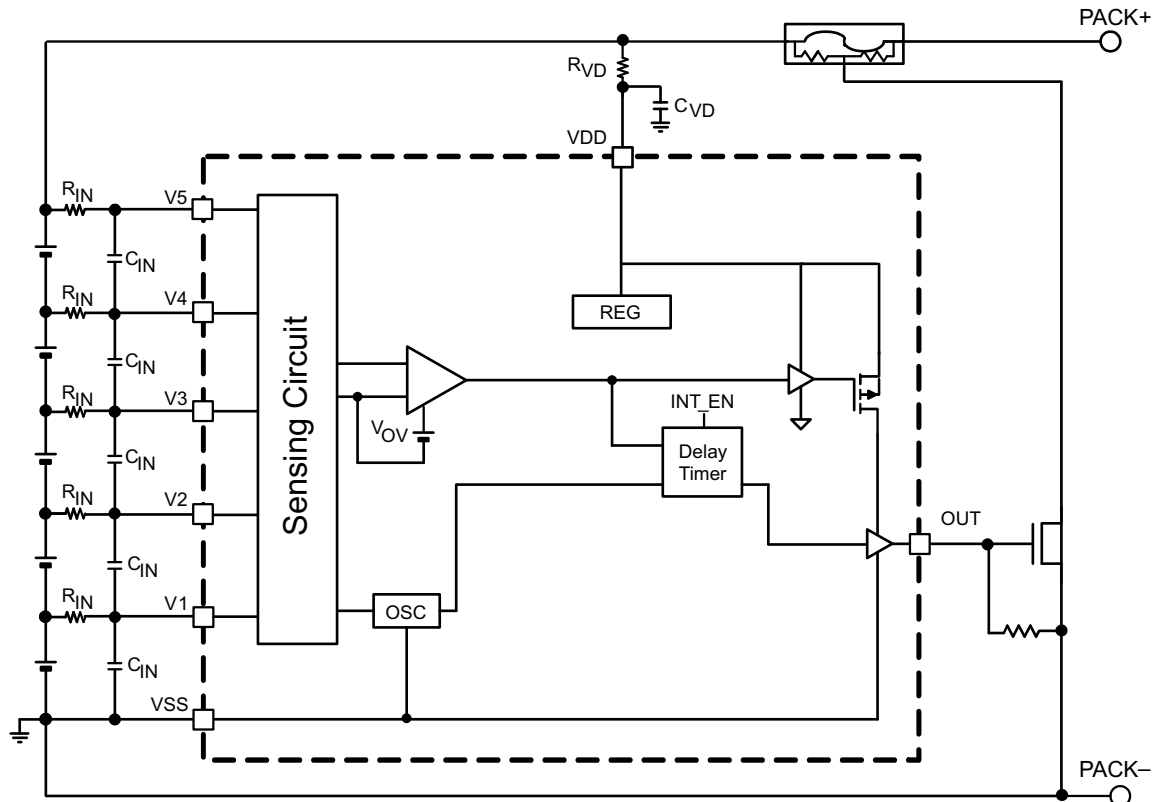 PACK+
RVD
CVD
VDD
RIN
V5
CIN
RIN
V4
REG
CIN
RIN
V3
Sensing Circuit
VOV
INT_EN
Delay
Timer
CIN
RIN
V2
OUT
CIN
RIN
V1
OSC
CIN
VSS
PACK–